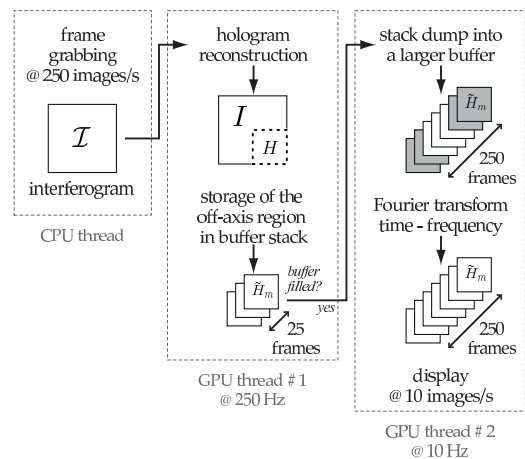 frame
grabbing
@ 250 images/s
I
interferogram
CPU thread
hologram
reconstruction
I
H
storage of the
off-axis region
in buffer stack
H̃m
buffer
filled?
yes
25
frames
GPU thread # 1
@ 250 Hz
stack dump into
a larger buffer
H̃m
250
frames
Fourier transform
time - frequency
H̃m
250
frames
display
@ 10 images/s
GPU thread # 2
@ 10 Hz